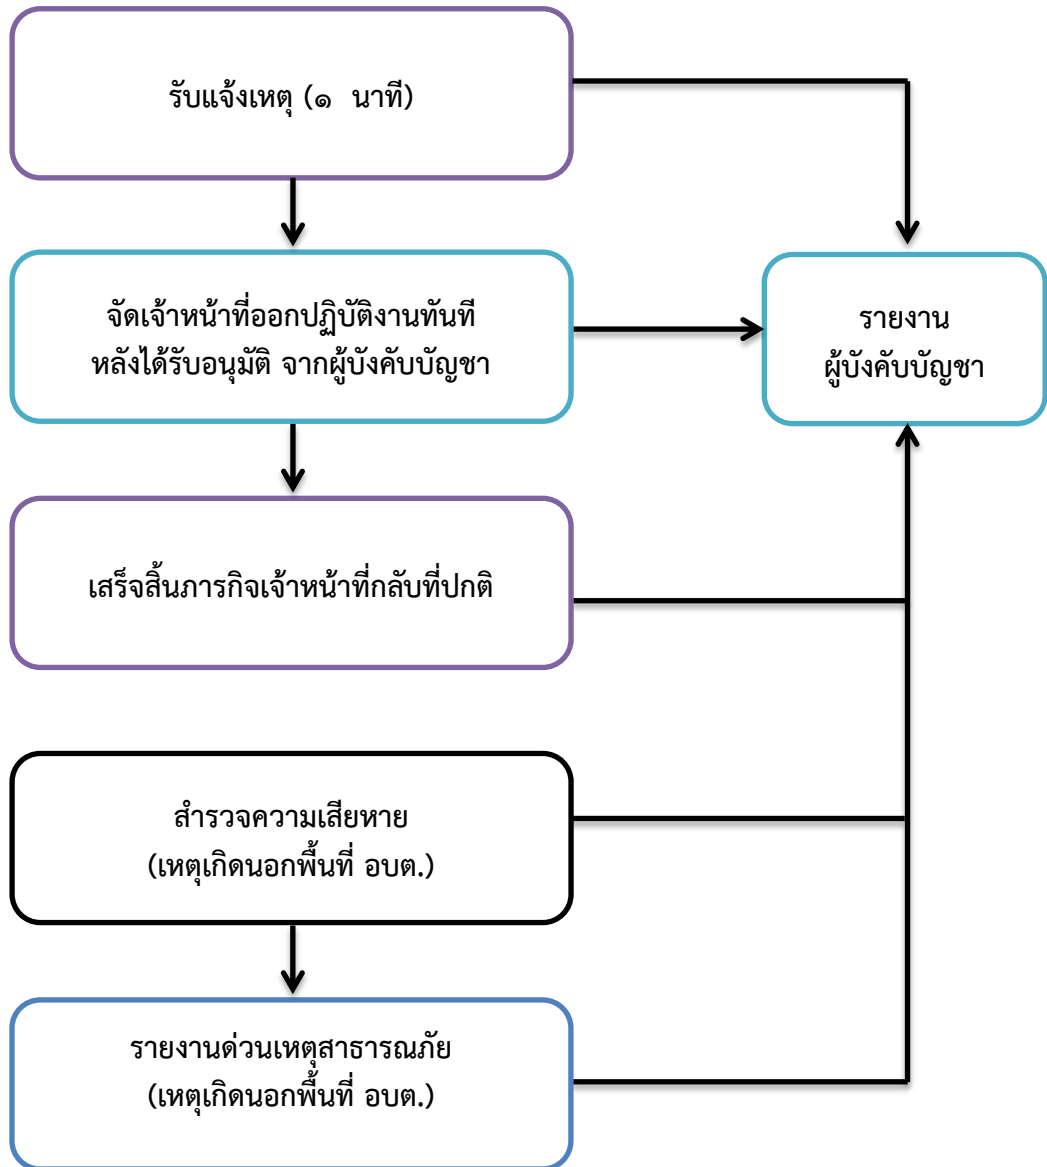 รับแจ้งเหตุ (๑ นาที)
จัดเจ้าหน้าที่ออกปฏิบัติงานทันที
หลังได้รับอนุมัติ จากผู้บังคับบัญชา
รายงาน
ผู้บังคับบัญชา
เสร็จสิ้นภารกิจเจ้าหน้าที่กลับที่ปกติ
สำรวจความเสียหาย
(เหตุเกิดนอกพื้นที่ อบต.)
รายงานด่วนเหตุสาธารณภัย
(เหตุเกิดนอกพื้นที่ อบต.)